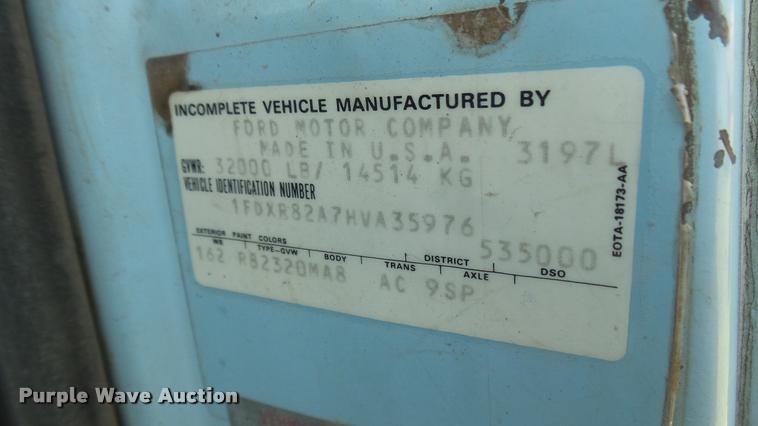 INCOMPLETE VEHICLE MANUFACTURED BY
FORD MOTOR COMPANY
MADE IN U.S.A. 3197L
GVWR: 32000 LB/ 14514 KG
VEHICLE IDENTIFICATION NUMBER
1FDXR82A7HVA35976
EXTERIOR PAINT COLORS DISTRICT DSO
535000
WB TYPE-GVW BODY TRANS AXLE
162 R82320MA8 AC 9SP
E0TA-18173-AA
Purple Wave Auction